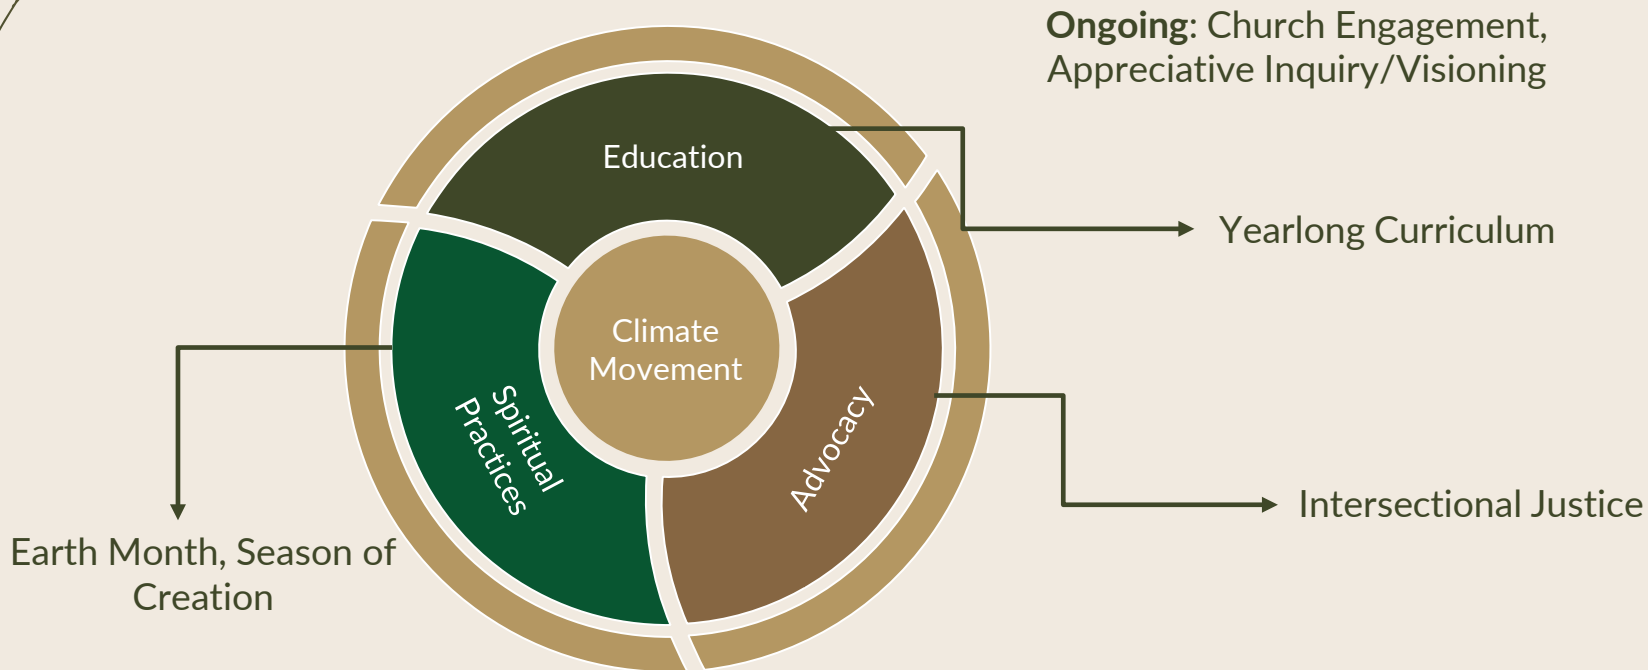 Ongoing: Church Engagement,
Appreciative Inquiry/Visioning
Education
Yearlong Curriculum
Climate
Movement
Spiritual
Practices
Advocacy
Intersectional Justice
Earth Month, Season of
Creation